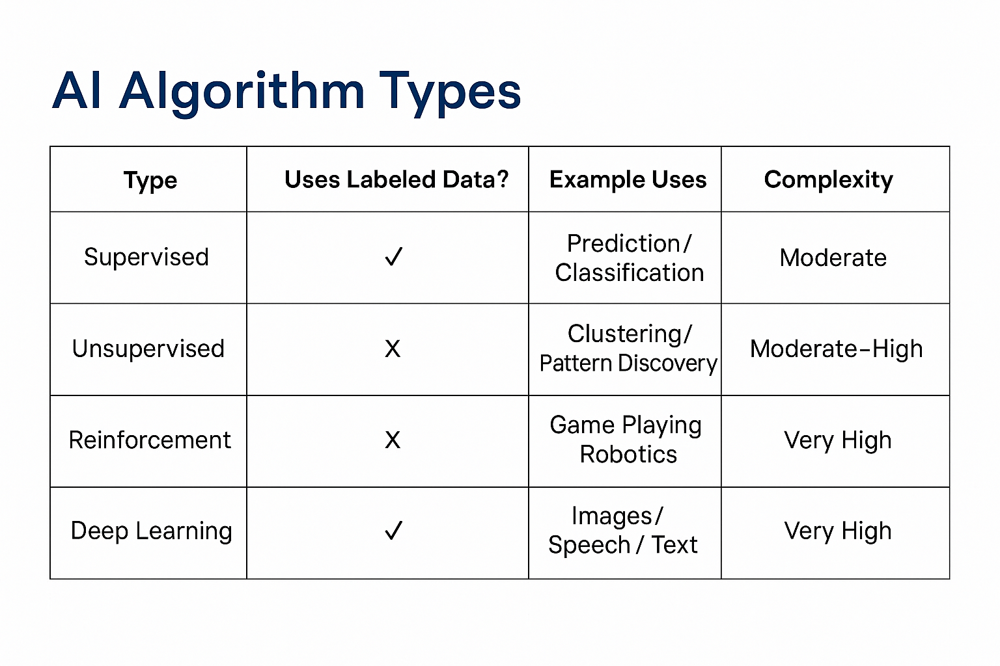 AI Algorithm Types
Type Uses Labeled Data? Example Uses Complexity
Supervised ✓ Prediction/
Classification Moderate
Unsupervised X Clustering/
Pattern Discovery Moderate–High
Reinforcement X Game Playing
Robotics Very High
Deep Learning ✓ Images/
Speech / Text Very High